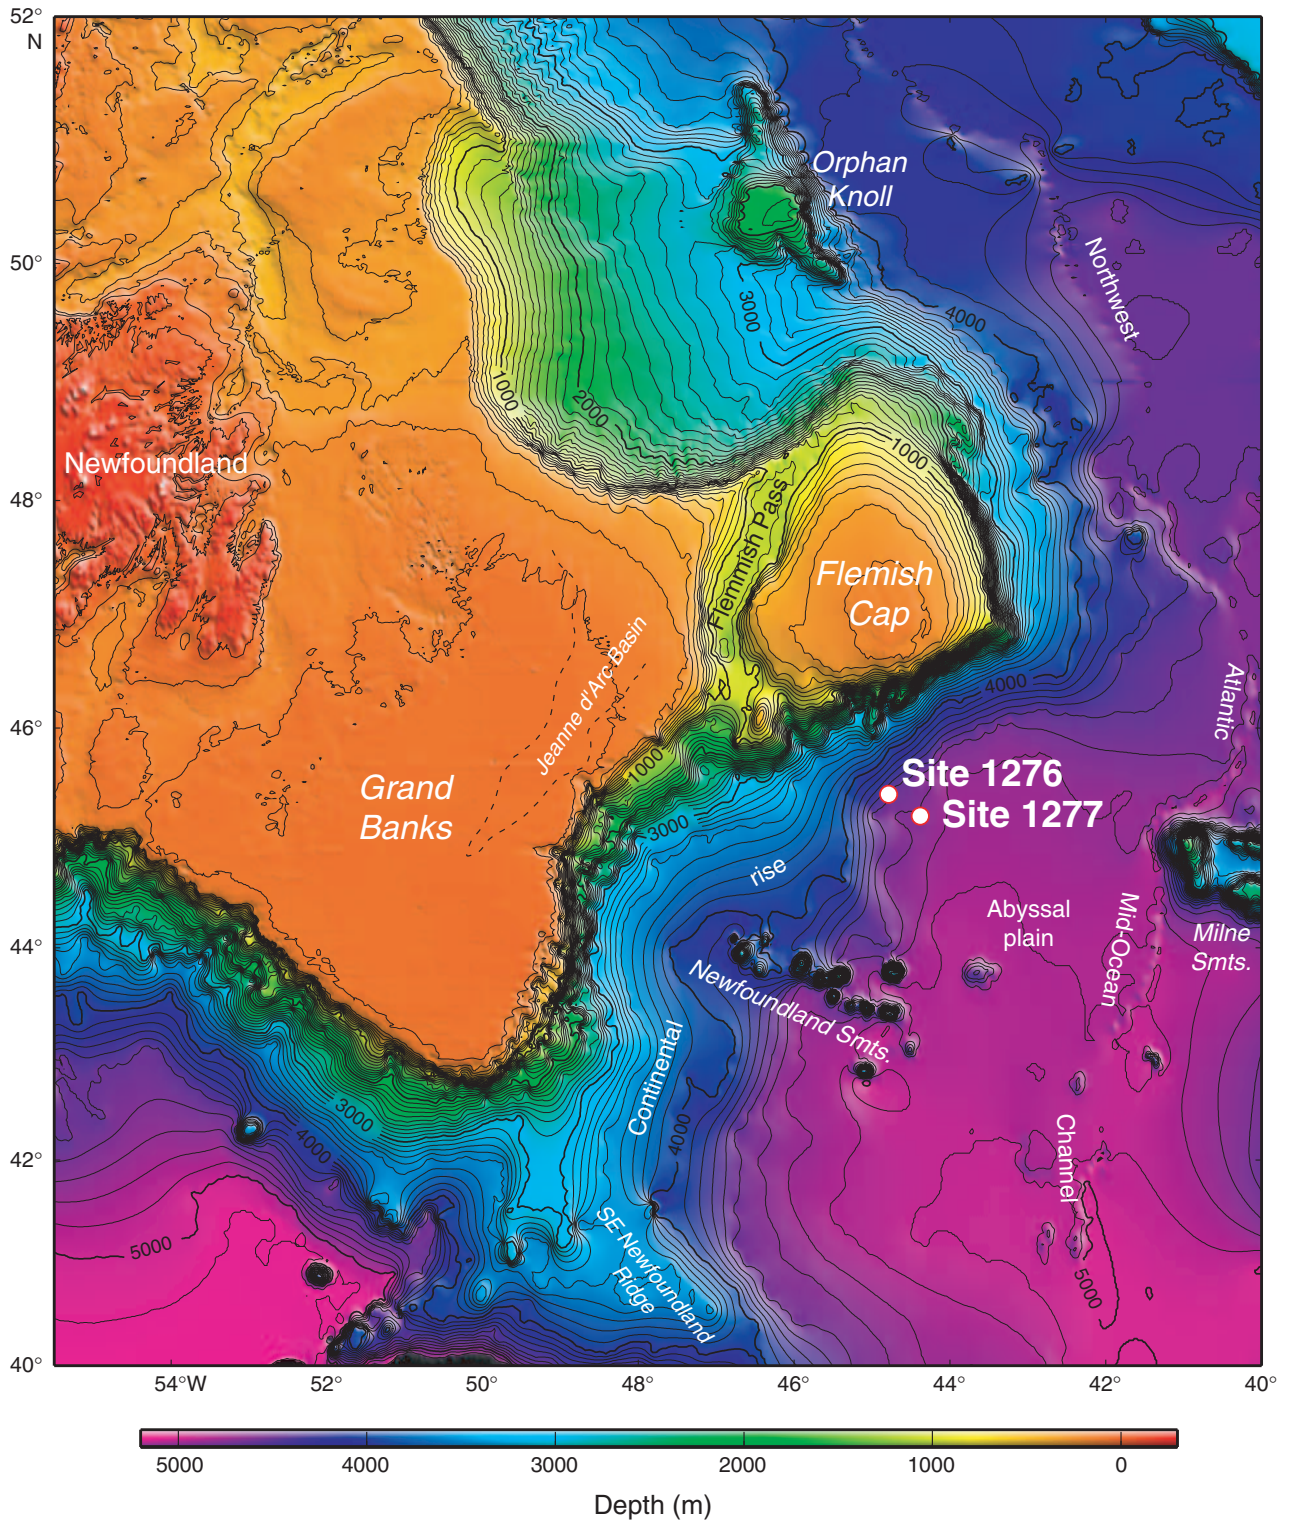 52°
N
50°
48°
46°
44°
42°
40°
Orphan
Knoll
Northwest
3000
4000
1000
2000
1000
Newfoundland
Flemmish Pass
Flemish
Cap
Jeanne d'Arc Basin
4000
Atlantic
1000
Site 1276
Site 1277
Grand
Banks
3000
rise
Abyssal
plain
Mid-Ocean
Milne
Smts.
Newfoundland Smts.
Continental
3000
4000
4000
Channel
5000
SE Newfoundland
Ridge
5000
54°W
52°
50°
48°
46°
44°
42°
40°
5000
4000
3000
2000
1000
0
Depth (m)